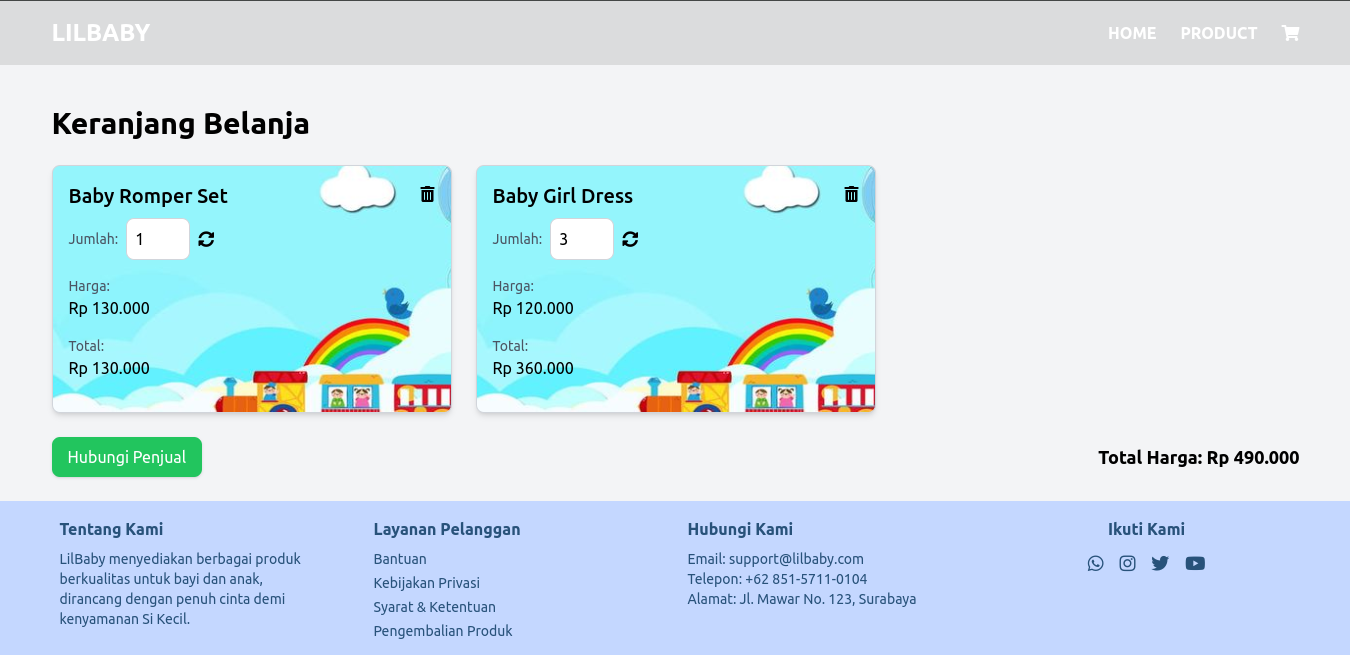 LILBABY
HOME PRODUCT
Keranjang Belanja
Baby Romper Set
Jumlah: 1
Harga:
Rp 130.000
Total:
Rp 130.000
Baby Girl Dress
Jumlah: 3
Harga:
Rp 120.000
Total:
Rp 360.000
Hubungi Penjual
Total Harga: Rp 490.000
Tentang Kami
LilBaby menyediakan berbagai produk
berkualitas untuk bayi dan anak,
dirancang dengan penuh cinta demi
kenyamanan Si Kecil.
Layanan Pelanggan
Bantuan
Kebijakan Privasi
Syarat & Ketentuan
Pengembalian Produk
Hubungi Kami
Email: support@lilbaby.com
Telepon: +62 851-5711-0104
Alamat: Jl. Mawar No. 123, Surabaya
Ikuti Kami